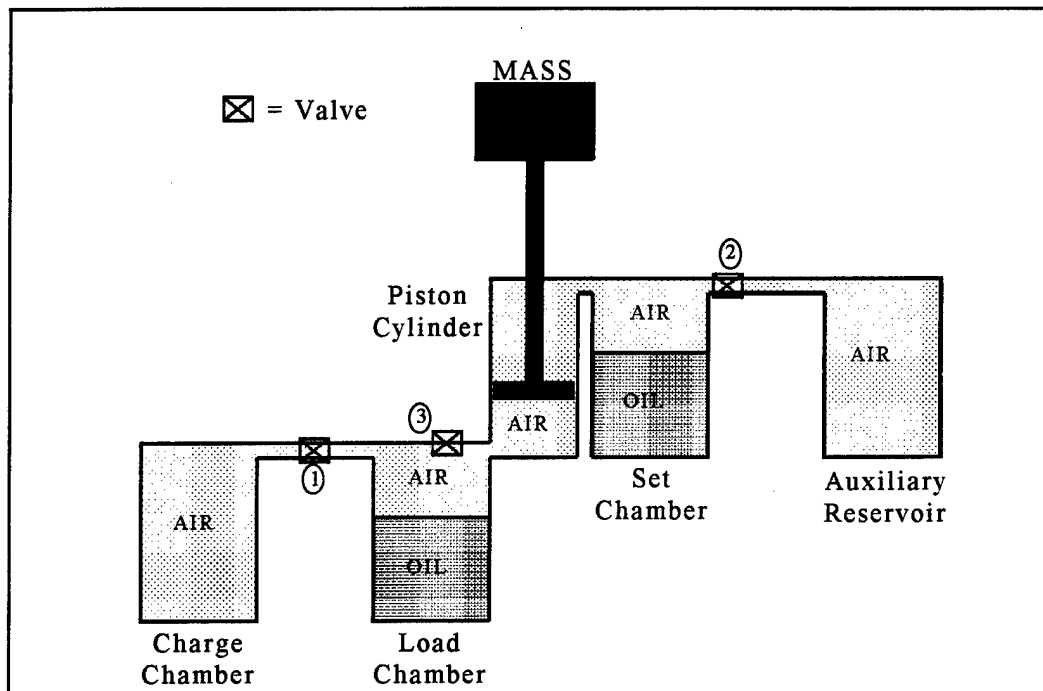 MASS
= Valve
2
Piston
Cylinder
AIR
AIR
OIL
3
AIR
1
AIR
AIR
OIL
Set
Chamber
Auxiliary
Reservoir
Charge
Chamber
Load
Chamber